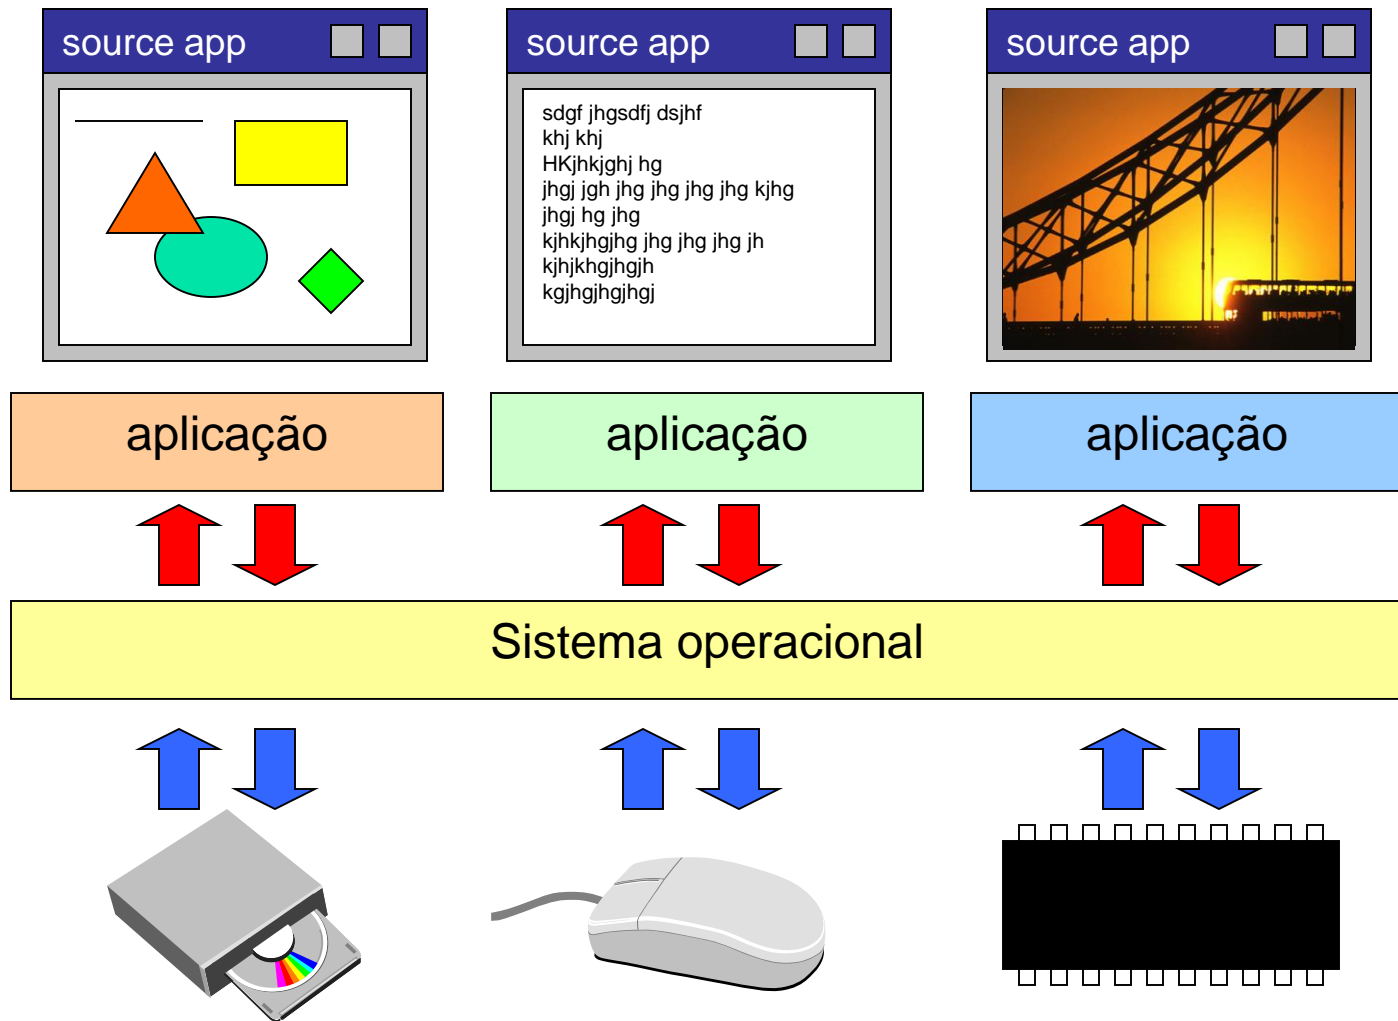 source app
source app
source app
sdgf jhgsdfj dsjhf
khj khj
HKjhkjghj hg
jhgj jgh jhg jhg jhg jhg kjhg
jhgj hg jhg
kjhkjhgjhg jhg jhg jhg jh
kjhjkhgjhgjh
kgjhgjhgjhgj
aplicação
aplicação
aplicação
Sistema operacional